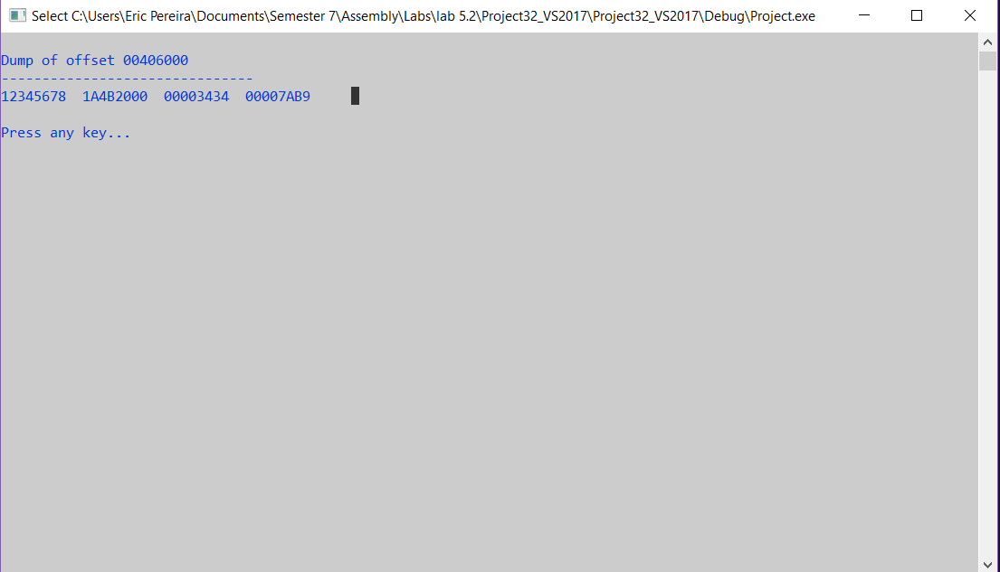 Select C:\Users\Eric Pereira\Documents\Semester 7\Assembly\Labs\lab 5.2\Project32_VS2017\Project32_VS2017\Debug\Project.exe
Dump of offset 00406000
-------------------------------
12345678  1A4B2000  00003434  00007AB9
Press any key...